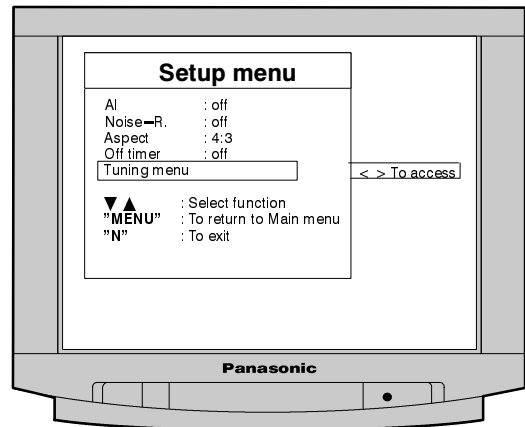 Setup menu
AI : off
Noise–R. : off
Aspect : 4:3
Off timer : off
Tuning menu
< > To access
▼ ▲ : Select function
”MENU” : To return to Main menu
”N” : To exit
Panasonic